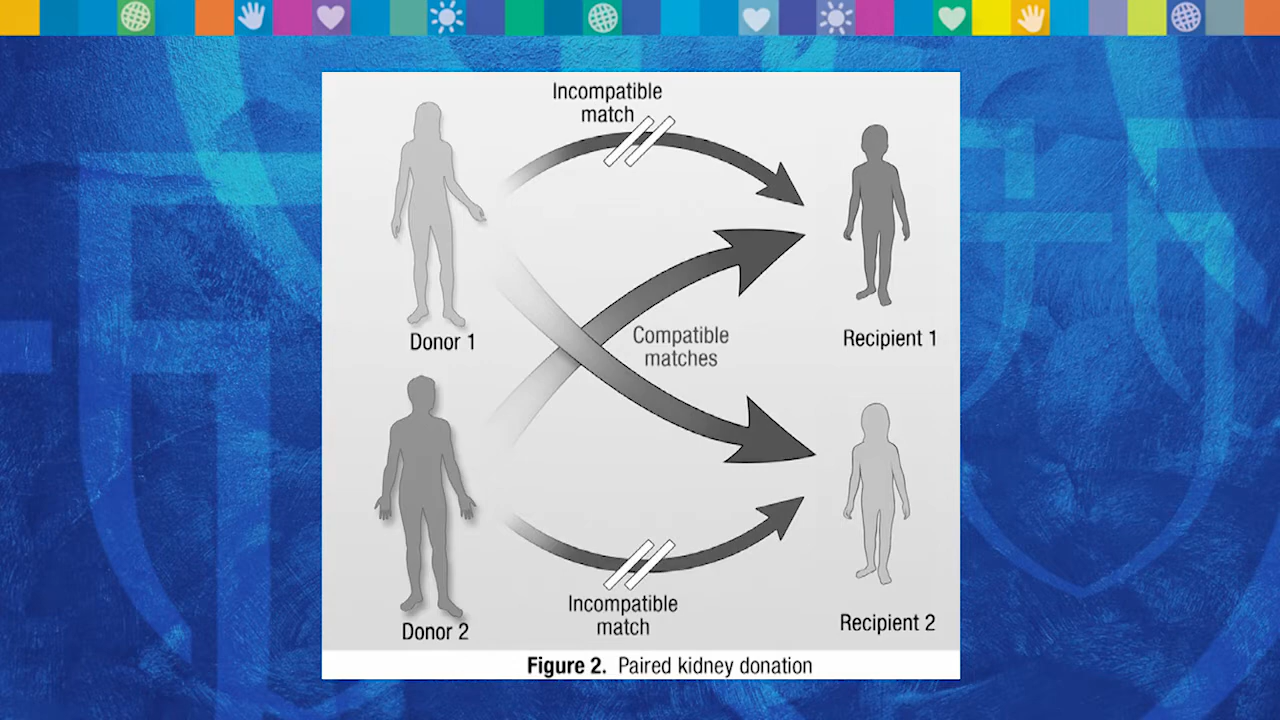 Incompatible
match
Donor 1
Recipient 1
Compatible
matches
Donor 2
Recipient 2
Incompatible
match
Figure 2. Paired kidney donation